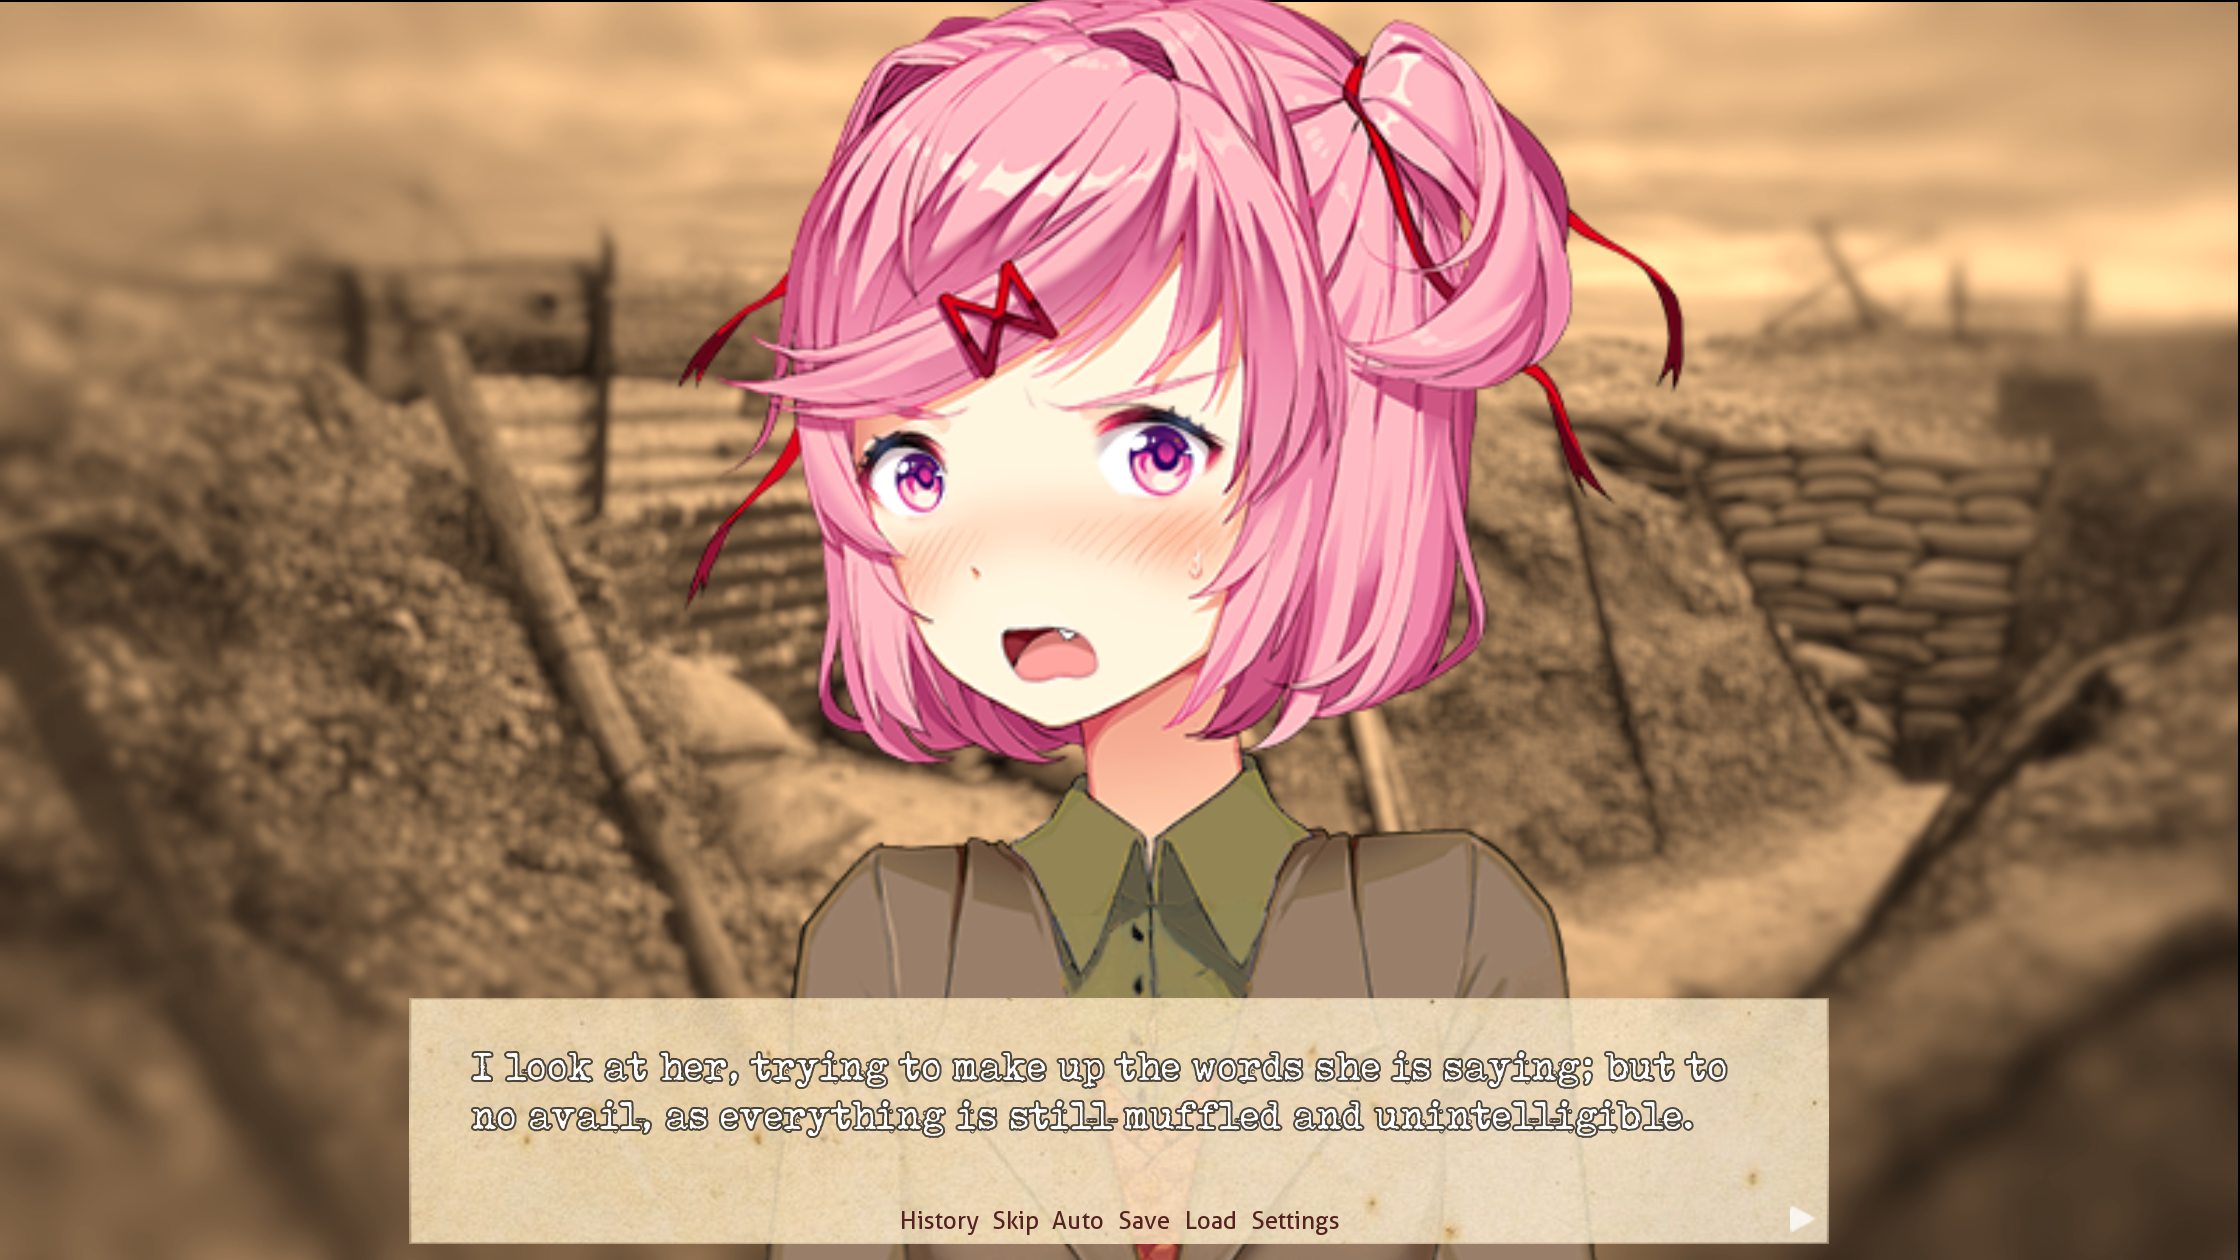 I look at her, trying to make up the words she is saying; but to
no avail, as everything is still muffled and unintelligible.
History Skip Auto Save Load Settings